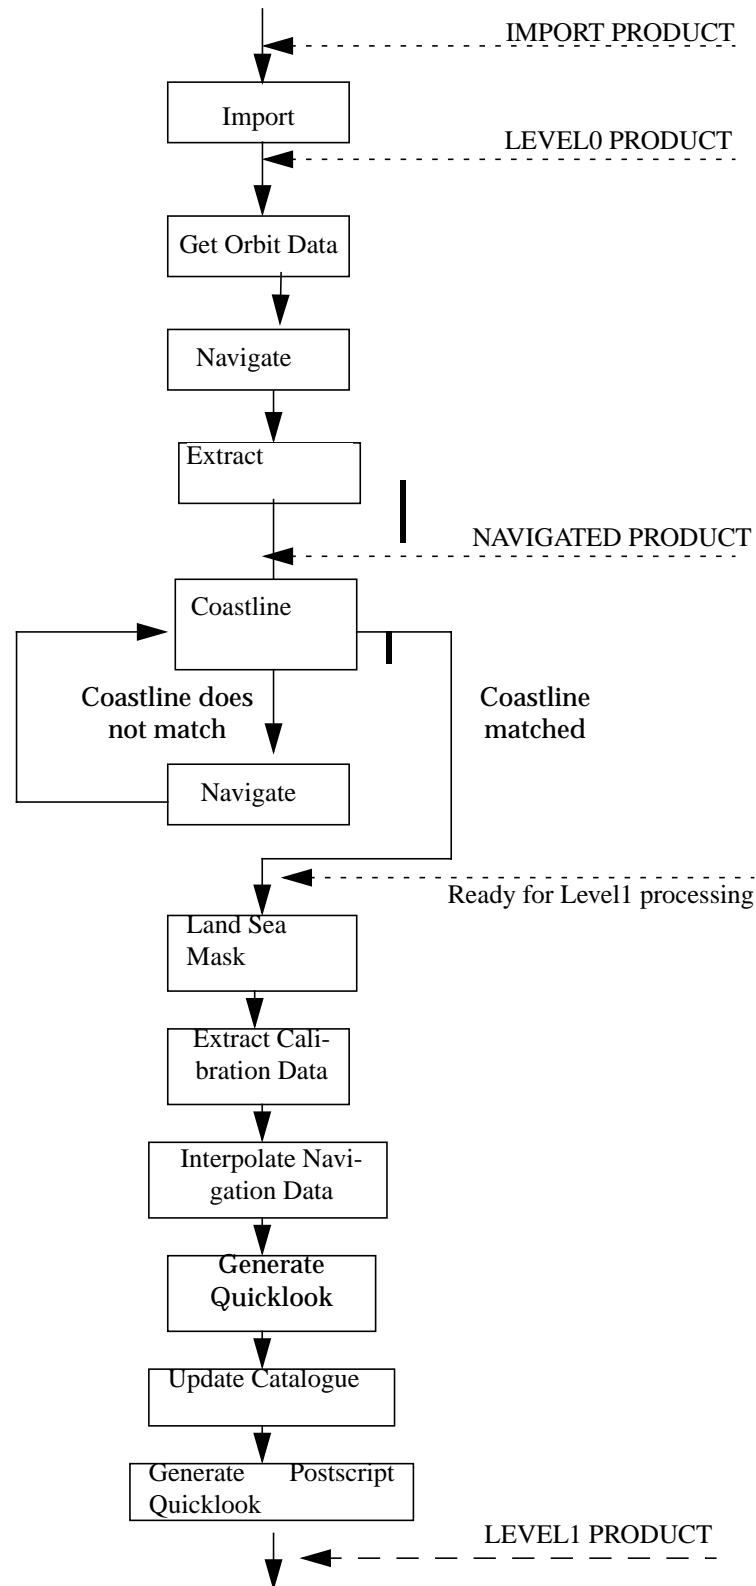 IMPORT PRODUCT
Import
LEVEL0 PRODUCT
Get Orbit Data
Navigate
Extract
NAVIGATED PRODUCT
Coastline
Coastline does
not match
Coastline
matched
Navigate
Ready for Level1 processing
Land Sea
Mask
Extract Cali-
bration Data
Interpolate Navi-
gation Data
Generate
Quicklook
Update Catalogue
Generate Postscript
Quicklook
LEVEL1 PRODUCT